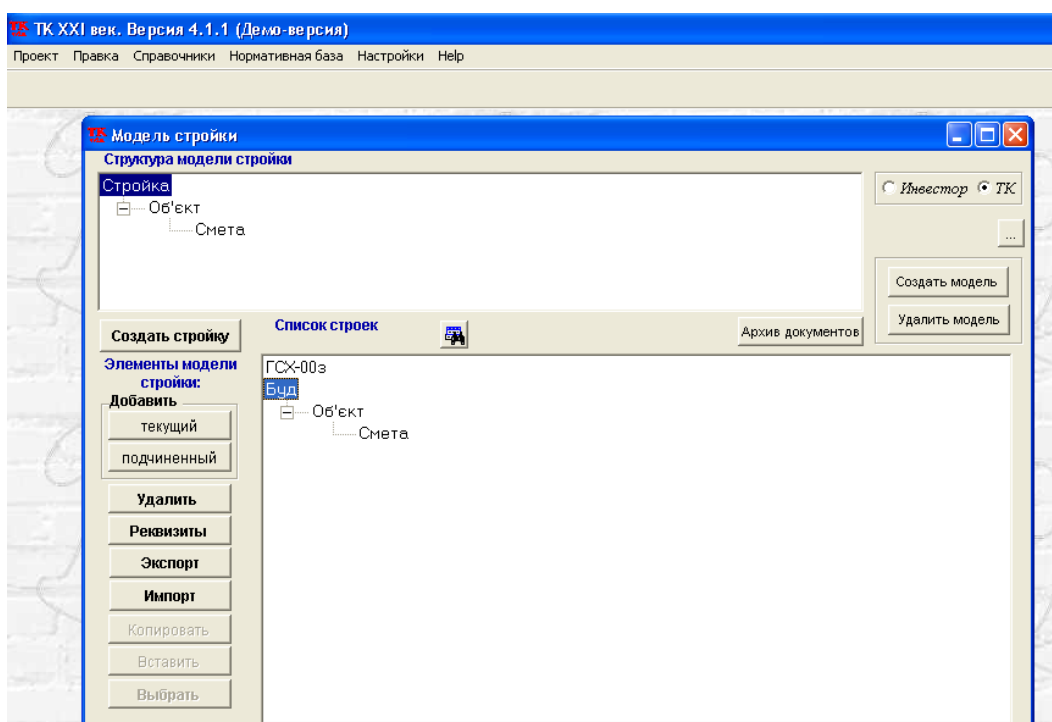 ТК XXI век. Версия 4.1.1 (Демо-версия)
Проект Правка Справочники Нормативная база Настройки Help
Модель стройки
Структура модели стройки
Стройка
Об'єкт
Смета
Инвестор ТК
...
Создать модель
Удалить модель
Создать стройку
Список строек
Архив документов
Элементы модели
стройки:
Добавить
текущий
подчиненный
Удалить
Реквизиты
Экспорт
Импорт
Копировать
Вставить
Выбрать
ГСХ-00з
Буд
Об'єкт
Смета